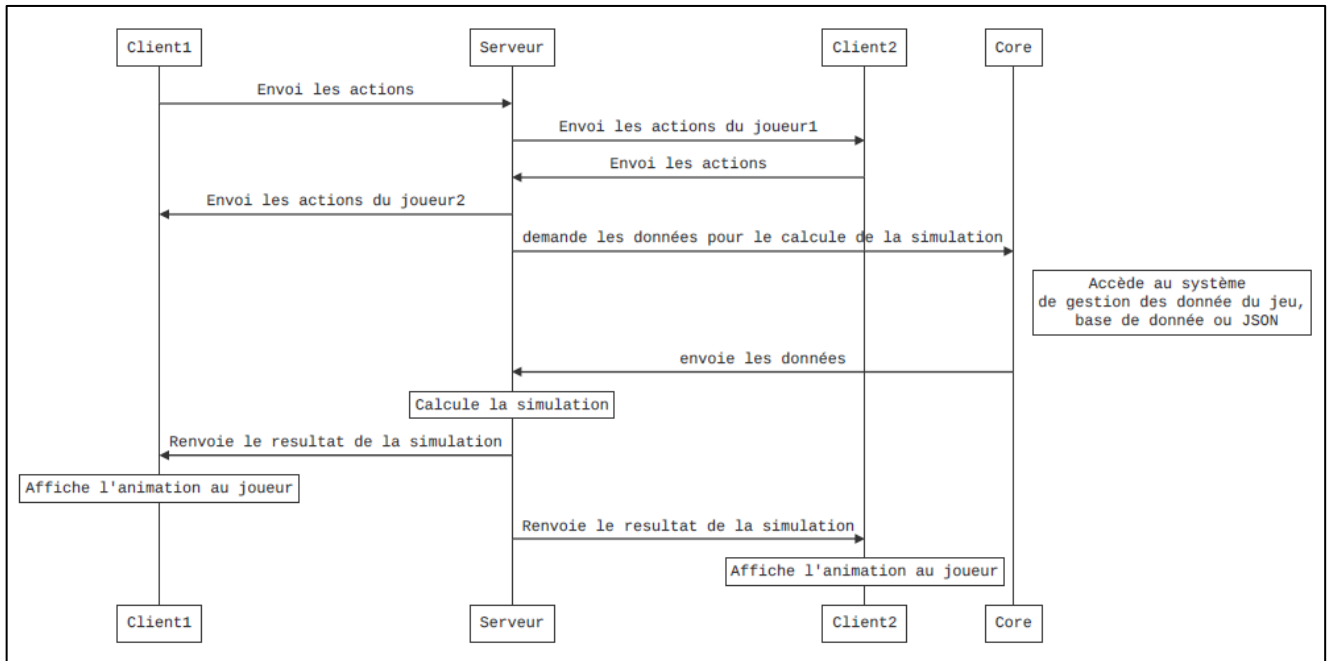 Client1
Serveur
Client2
Core
Envoi les actions
Envoi les actions du joueur1
Envoi les actions
Envoi les actions du joueur2
demande les données pour le calcule de la simulation
Accède au système
de gestion des donnée du jeu,
base de donnée ou JSON
envoie les données
Calcule la simulation
Renvoie le resultat de la simulation
Affiche l'animation au joueur
Renvoie le resultat de la simulation
Affiche l'animation au joueur
Client1
Serveur
Client2
Core